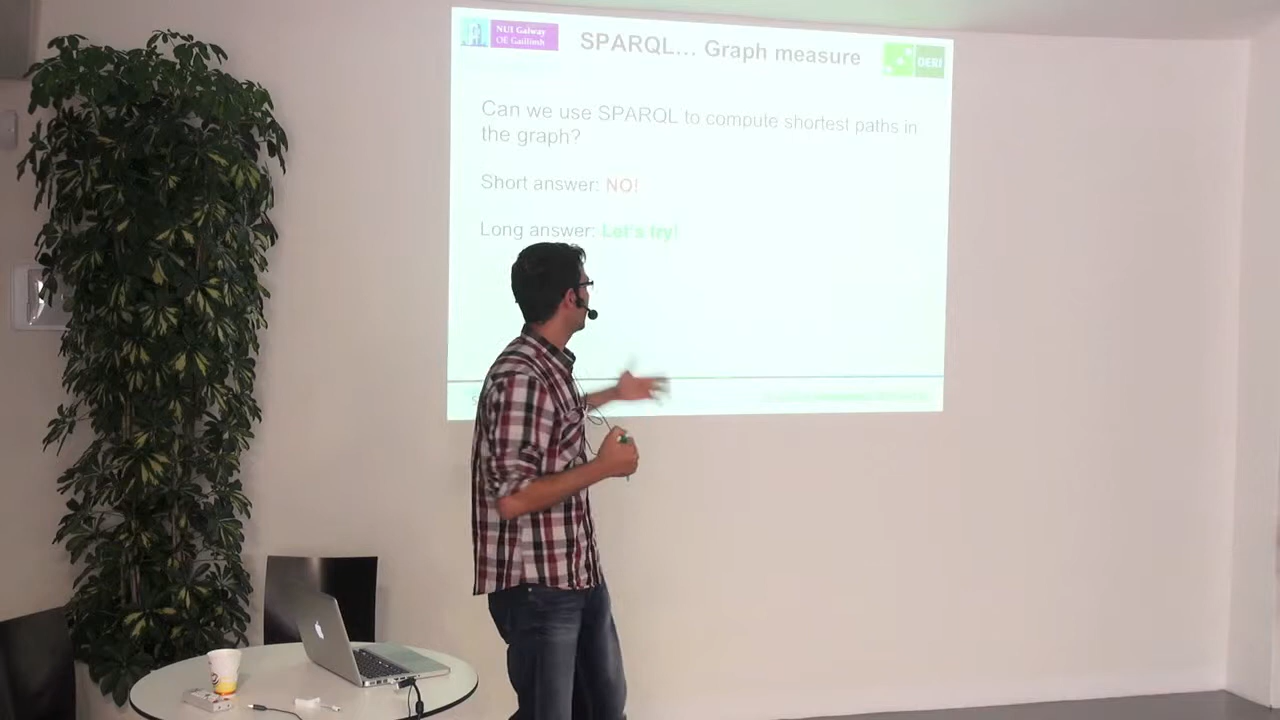 NUI Galway
OÉ Gaillimh
SPARQL... Graph measure
DERI
Can we use SPARQL to compute shortest paths in
the graph?
Short answer: NO!
Long answer: Let's try!